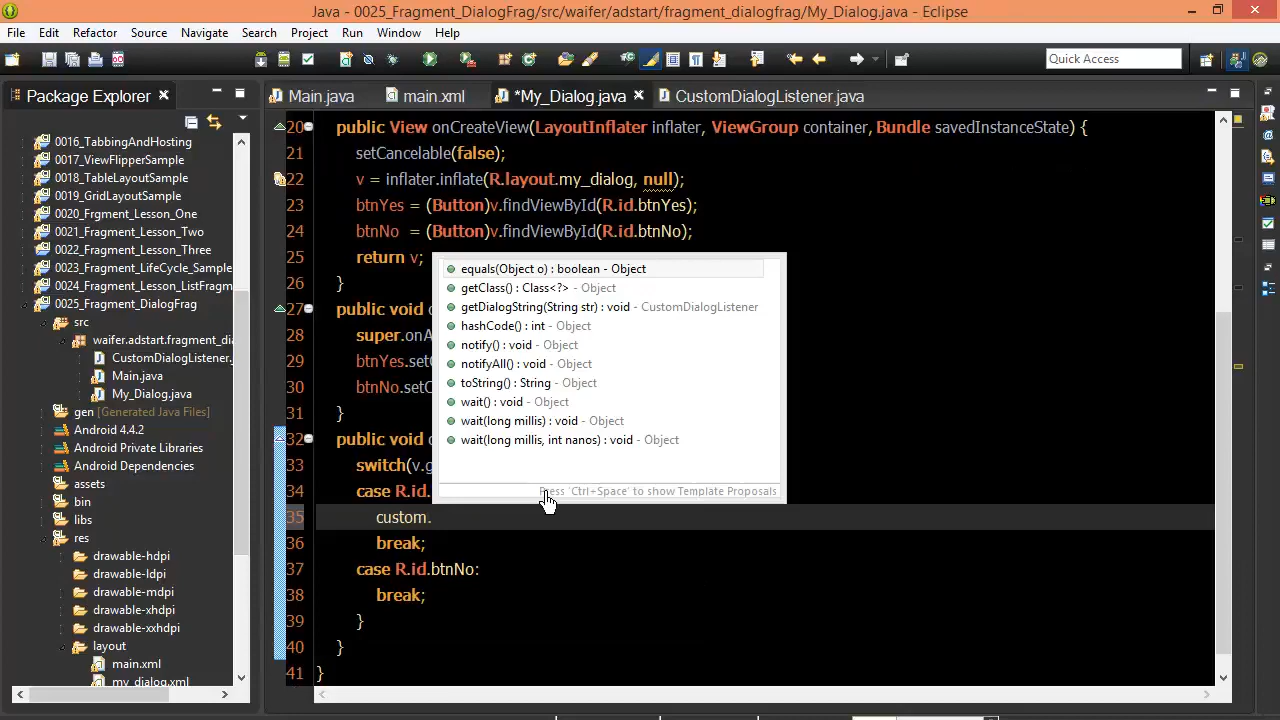 Java - 0025_Fragment_DialogFrag/src/waifer/adstart/fragment_dialogfrag/My_Dialog.java - Eclipse
File Edit Refactor Source Navigate Search Project Run Window Help
Quick Access
Package Explorer
Main.java main.xml *My_Dialog.java CustomDialogListener.java
0016_TabbingAndHosting
0017_ViewFlipperSample
0018_TableLayoutSample
0019_GridLayoutSample
0020_Frgment_Lesson_One
0021_Fragment_Lesson_Two
0022_Fragment_Lesson_Three
0023_Fragment_LifeCycle_Sample
0024_Fragment_Lesson_ListFragm
0025_Fragment_DialogFrag
src
waifer.adstart.fragment_di
CustomDialogListener.
Main.java
My_Dialog.java
gen [Generated Java Files]
Android 4.4.2
Android Private Libraries
Android Dependencies
assets
bin
libs
res
drawable-hdpi
drawable-ldpi
drawable-mdpi
drawable-xhdpi
drawable-xxhdpi
layout
main.xml
my_dialog.xml
20 public View onCreateView(LayoutInflater inflater, ViewGroup container, Bundle savedInstanceState) {
21 setCancelable(false);
22 v = inflater.inflate(R.layout.my_dialog, null);
23 btnYes = (Button)v.findViewById(R.id.btnYes);
24 btnNo = (Button)v.findViewById(R.id.btnNo);
25 return v;
26 }
27 public void o
28 super.onA
29 btnYes.setO
30 btnNo.setO
31 }
32 public void o
33 switch(v.g
34 case R.id.
35 custom.
36 break;
37 case R.id.btnNo:
38 break;
39 }
40 }
41 }
equals(Object o) : boolean - Object
getClass() : Class<?> - Object
getDialogString(String str) : void - CustomDialogListener
hashCode() : int - Object
notify() : void - Object
notifyAll() : void - Object
toString() : String - Object
wait() : void - Object
wait(long millis) : void - Object
wait(long millis, int nanos) : void - Object
Press 'Ctrl+Space' to show Template Proposals